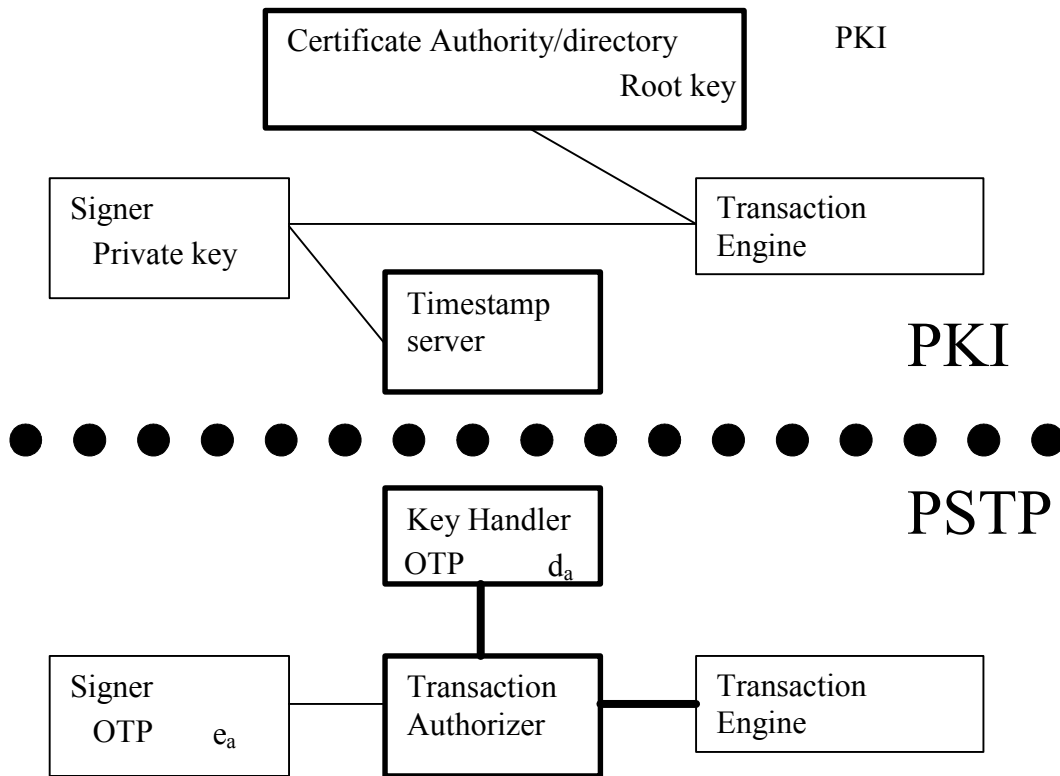 Certificate Authority/directory
PKI
Root key
Signer
Private key
Transaction
Engine
Timestamp
server
PKI
PSTP
Key Handler
OTP da
Signer
OTP ea
Transaction
Authorizer
Transaction
Engine